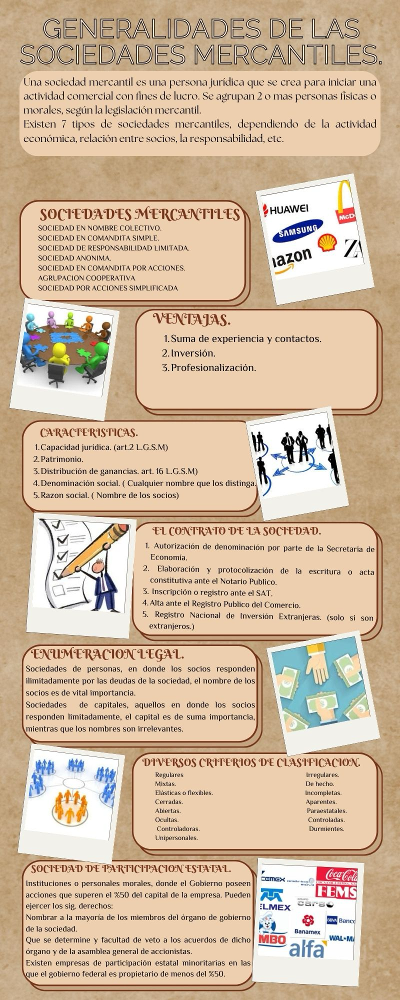 GENERALIDADES DE LAS
SOCIEDADES MERCANTILES.
Una sociedad mercantil es una persona jurídica que se crea para iniciar una
actividad comercial con fines de lucro. Se agrupan 2 o mas personas físicas o
morales, según la legislación mercantil.
Existen 7 tipos de sociedades mercantiles, dependiendo de la actividad
económica, relación entre socios, la responsabilidad, etc.
SOCIEDADES MERCANTILES
SOCIEDAD EN NOMBRE COLECTIVO.
SOCIEDAD EN COMANDITA SIMPLE.
SOCIEDAD DE RESPONSABILIDAD LIMITADA.
SOCIEDAD ANONIMA.
SOCIEDAD EN COMANDITA POR ACCIONES.
AGRUPACION COOPERATIVA
SOCIEDAD POR ACCIONES SIMPLIFICADA
HUAWEI
McD
SAMSUNG
azon
ZA
VENTAJAS.
1. Suma de experiencia y contactos.
2. Inversión.
3. Profesionalización.
CARACTERISTICAS.
1. Capacidad jurídica. (art.2 L.G.S.M)
2. Patrimonio.
3. Distribución de ganancias. art. 16 L.G.S.M)
4. Denominación social. ( Cualquier nombre que los distinga.
5. Razon social. ( Nombre de los socios)
EL CONTRATO DE LA SOCIEDAD.
1. Autorización de denominación por parte de la Secretaria de
Economía.
2. Elaboración y protocolización de la escritura o acta
constitutiva ante el Notario Publico.
3. Inscripción o registro ante el SAT.
4. Alta ante el Registro Publico del Comercio.
5. Registro Nacional de Inversión Extranjeras. (solo si son
extranjeros.)
ENUMERACION LEGAL.
Sociedades de personas, en donde los socios responden
ilimitadamente por las deudas de la sociedad, el nombre de los
socios es de vital importancia.
Sociedades de capitales, aquellos en donde los socios
responden limitadamente, el capital es de suma importancia,
mientras que los nombres son irrelevantes.
DIVERSOS CRITERIOS DE CLASIFICACION.
Regulares
Mixtas.
Elásticas o flexibles.
Cerradas.
Abiertas.
Ocultas.
Controladoras.
Unipersonales.
Irregulares.
De hecho.
Incompletas.
Aparentes.
Paraestatales.
Controladas.
Durmientes.
SOCIEDAD DE PARTICIPACION ESTATAL.
Instituciones o personales morales, donde el Gobierno poseen
acciones que superen el %50 del capital de la empresa. Pueden
ejercer los sig. derechos:
Nombrar a la mayoría de los miembros del órgano de gobierno
de la sociedad.
Que se determine y facultad de veto a los acuerdos de dicho
órgano y de la asamblea general de accionistas.
Existen empresas de participación estatal minoritarias en las
que el gobierno federal es propietario de menos del %50.
CEMEX
américa
móvil
Coca-Cola
COCA-COLA FEMSA, S.A.
FEMS
ELMEX
GRUPO
carso
Banamex
BBVA Banco
MBO
WAL★MA
alfa